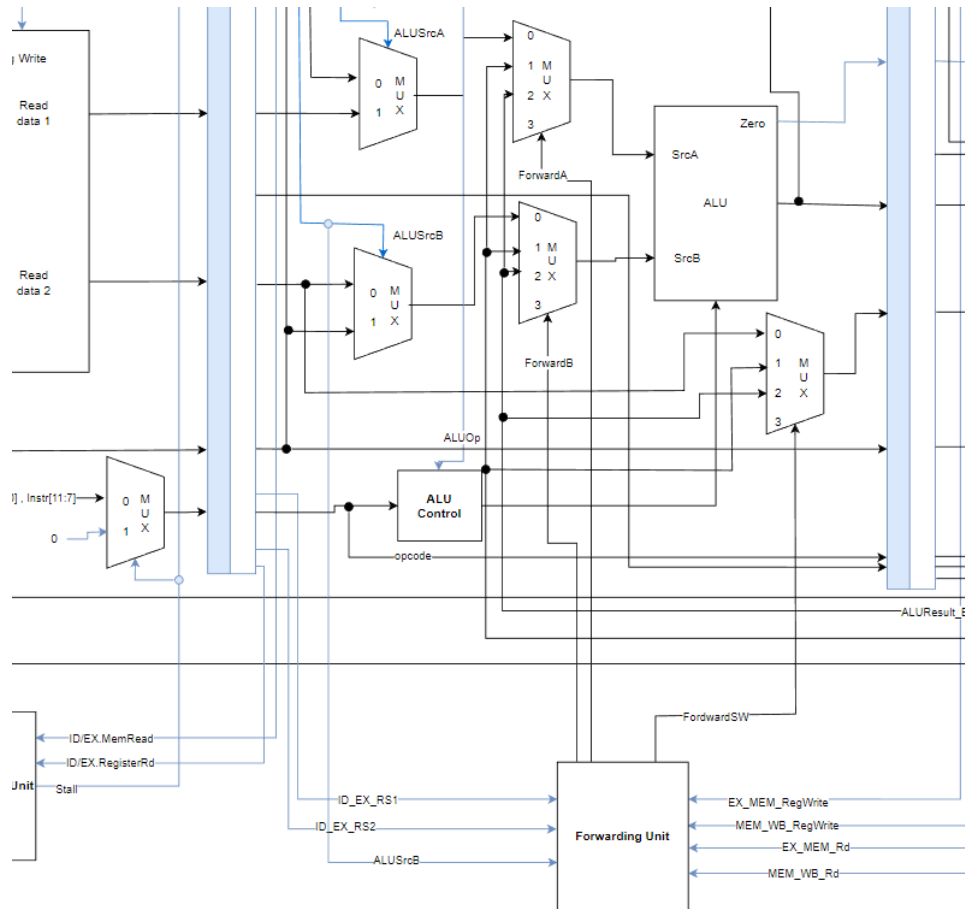 ALUSrcA
Write
Read
data 1
0 M
U
1 X
0
1 M
U
2 X
3
ForwardA
Zero
SrcA
ALU
SrcB
ALUSrcB
Read
data 2
0 M
U
1 X
0
1 M
U
2 X
3
ForwardB
0
1 M
U
2 X
3
ALUOp
ALU
Control
, Instr[11:7]
0 M
U
1 X
0
opcode
ALUResult_E
FordwardSW
ID/EX.MemRead
ID/EX.RegisterRd
Unit
Stall
ID_EX_RS1
ID_EX_RS2
ALUSrcB
Forwarding Unit
EX_MEM_RegWrite
MEM_WB_RegWrite
EX_MEM_Rd
MEM_WB_Rd